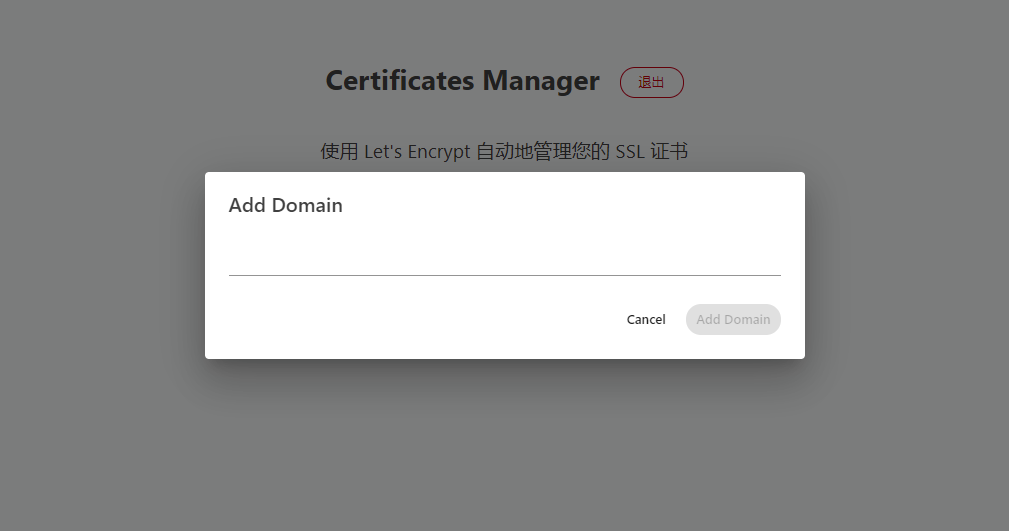 Certificates Manager 退出
使用 Let's Encrypt 自动地管理您的 SSL 证书
Add Domain
Cancel Add Domain